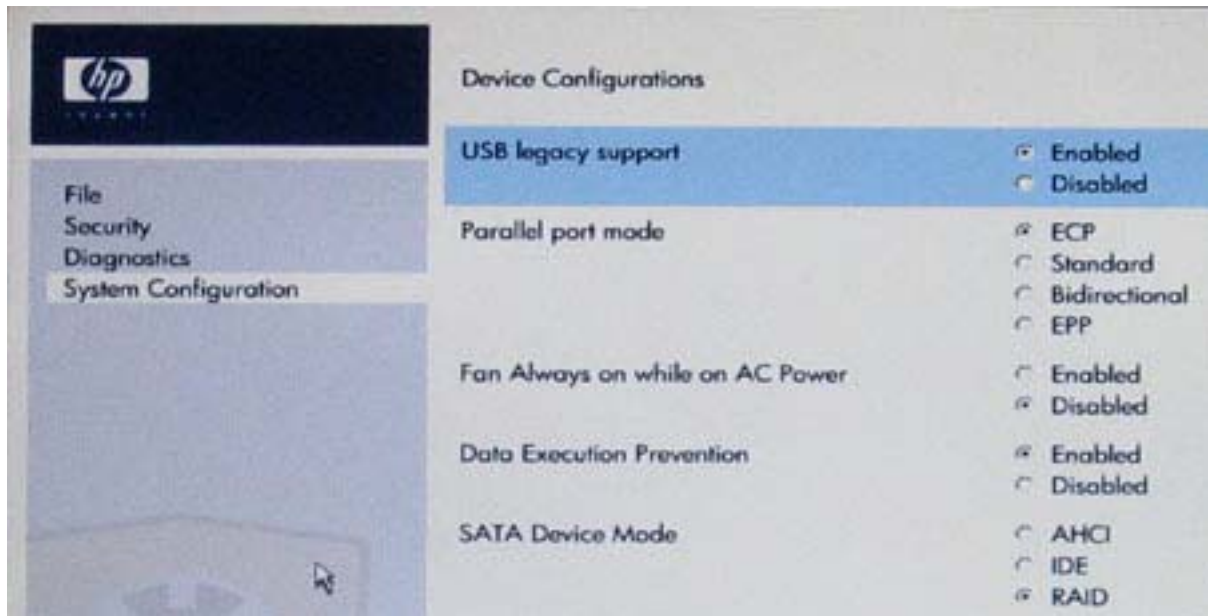 hp
File
Security
Diagnostics
System Configuration
Device Configurations
USB legacy support
Enabled
Disabled
Parallel port mode
ECP
Standard
Bidirectional
EPP
Fan Always on while on AC Power
Enabled
Disabled
Data Execution Prevention
Enabled
Disabled
SATA Device Mode
AHCI
IDE
RAID